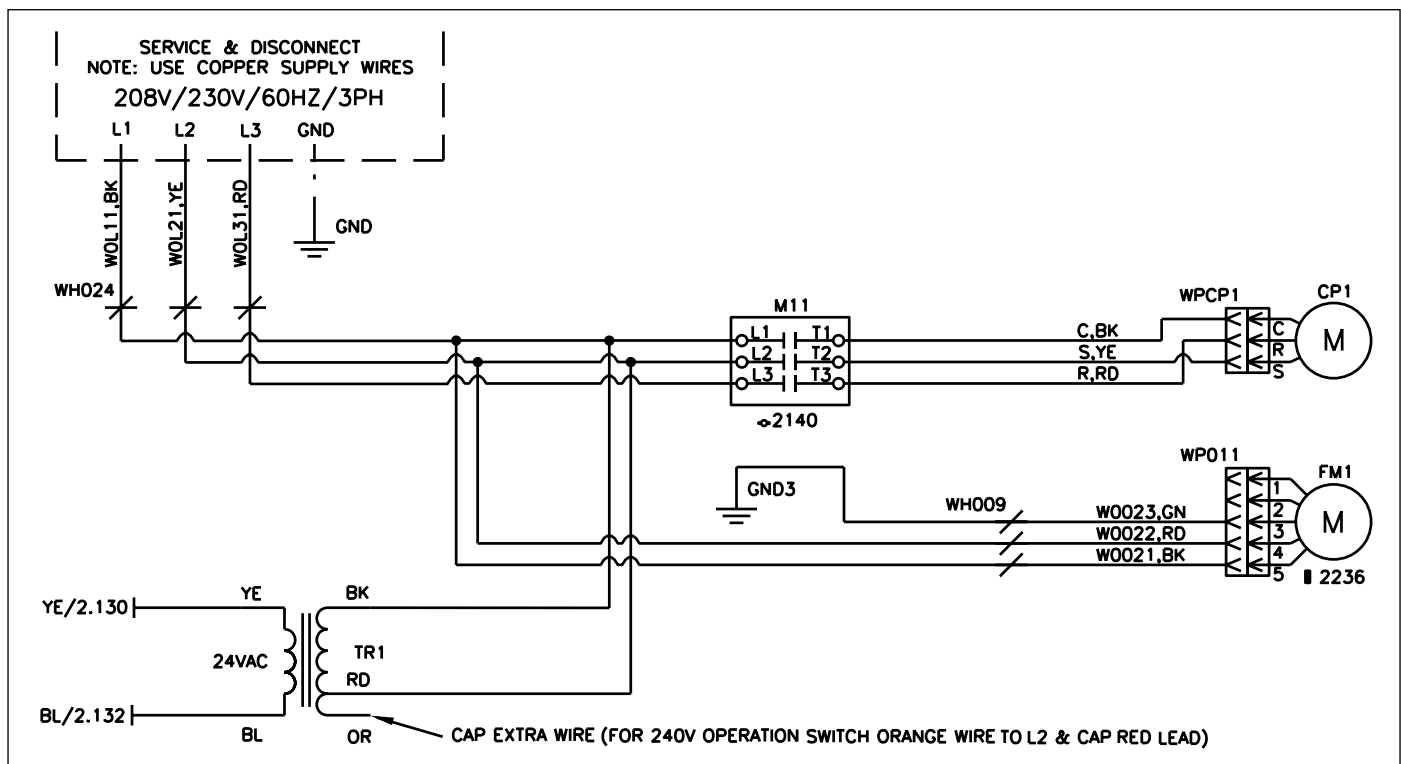 SERVICE & DISCONNECT
NOTE: USE COPPER SUPPLY WIRES
208V/230V/60HZ/3PH
L1 L2 L3 GND
WOL11,BK
WOL21,YE
WOL31,RD
GND
WH024
M11
L1 T1
L2 T2
L3 T3
2140
C,BK
S,YE
R,RD
WPCP1
CP1
C
R
S
M
GND3
WH009
W0023,GN
W0022,RD
W0021,BK
WP011
FM1
1
2
3
4
5
M
2236
YE/2.130
YE
BK
24VAC
TR1
RD
BL/2.132
BL
OR
CAP EXTRA WIRE (FOR 240V OPERATION SWITCH ORANGE WIRE TO L2 & CAP RED LEAD)